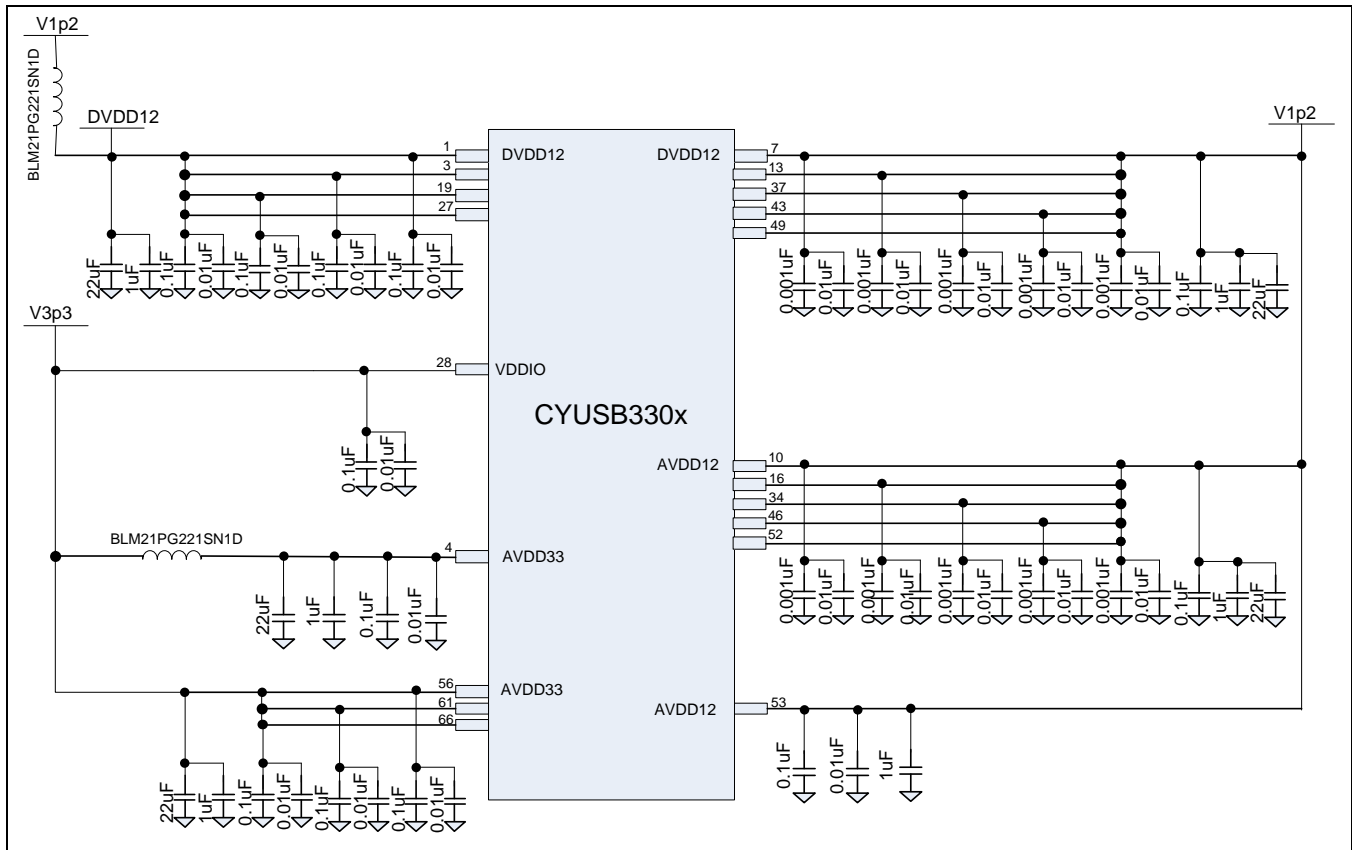 V1p2
BLM21PG221SN1D
DVDD12
1
3
19
27
DVDD12
22uF
1uF
0.1uF
0.01uF
0.1uF
0.01uF
0.1uF
0.01uF
0.1uF
0.01uF
V3p3
28
VDDIO
0.1uF
0.01uF
BLM21PG221SN1D
4
AVDD33
22uF
1uF
0.1uF
0.01uF
56
61
66
AVDD33
22uF
1uF
0.1uF
0.01uF
0.1uF
0.01uF
0.1uF
0.01uF
CYUSB330x
V1p2
DVDD12
7
13
37
43
49
0.001uF
0.01uF
0.001uF
0.01uF
0.001uF
0.01uF
0.001uF
0.01uF
0.001uF
0.01uF
0.1uF
1uF
22uF
AVDD12
10
16
34
46
52
0.001uF
0.01uF
0.001uF
0.01uF
0.001uF
0.01uF
0.001uF
0.01uF
0.001uF
0.01uF
0.1uF
1uF
22uF
AVDD12
53
0.1uF
0.01uF
1uF